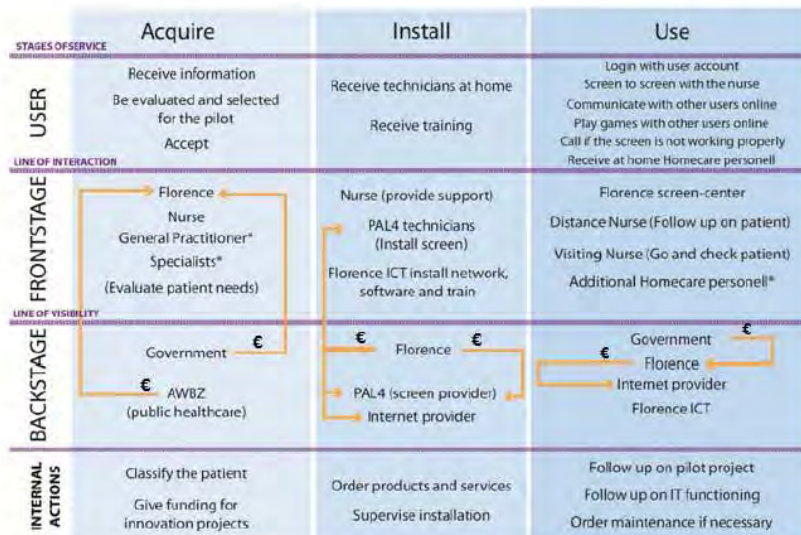 Acquire
Install
Use
STAGES OF SERVICE
USER
Receive information
Be evaluated and selected
for the pilot
Accept
Receive technicians at home
Receive training
Login with user account
Screen to screen with the nurse
Communicate with other users online
Play games with other users online
Call if the screen is not working properly
Receive at home Homecare personell
LINE OF INTERACTION
FRONTSTAGE
Florence
Nurse
General Practitioner*
Specialists*
(Evaluate patient needs)
Nurse (provide support)
PAL4 technicians
(Install screen)
Florence ICT install network,
software and train
Florence screen-center
Distance Nurse (Follow up on patient)
Visiting Nurse (Go and check patient)
Additional Homecare personell*
LINE OF VISIBILITY
BACKSTAGE
Government €
€
AWBZ
(public healthcare)
€ Florence €
PAL4 (screen provider)
Internet provider
Government €
€ Florence
Internet provider
Florence ICT
INTERNAL
ACTIONS
Classify the patient
Give funding for
innovation projects
Order products and services
Supervise installation
Follow up on pilot project
Follow up on IT functioning
Order maintenance if necessary